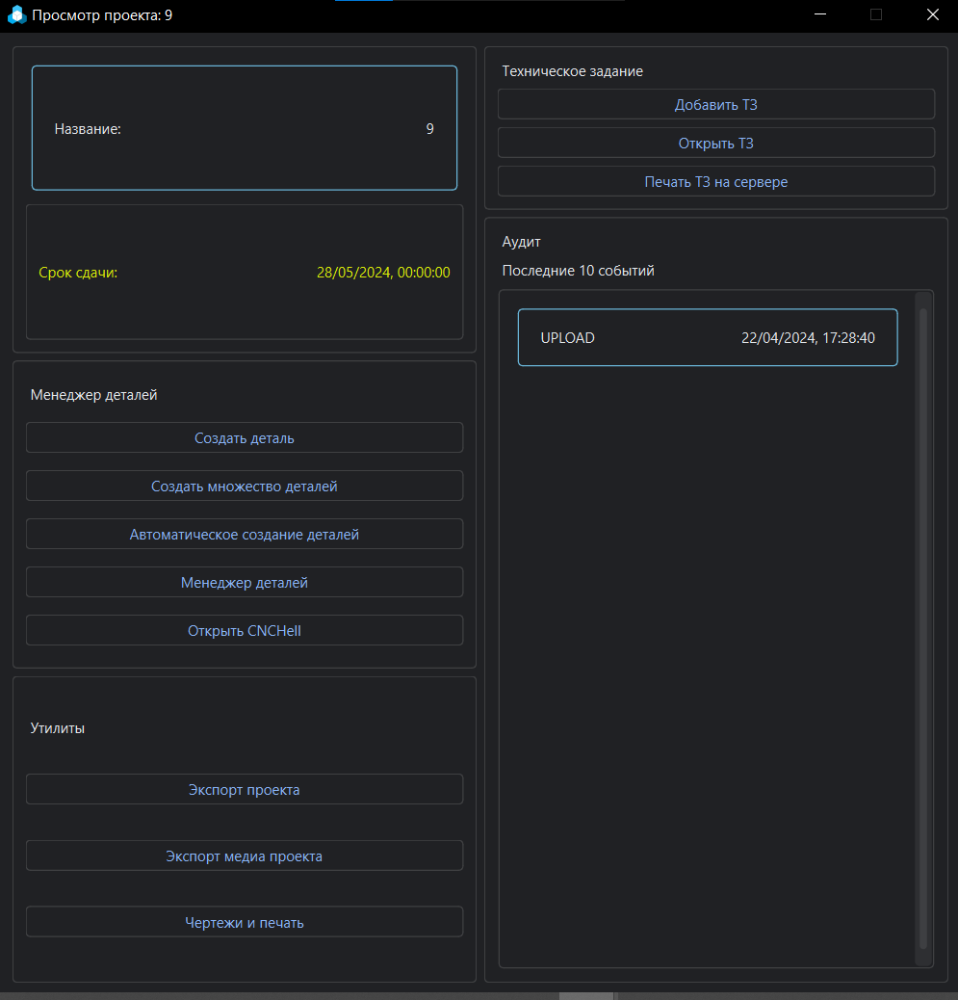 Просмотр проекта: 9
Название: 9
Срок сдачи: 28/05/2024, 00:00:00
Менеджер деталей
Создать деталь
Создать множество деталей
Автоматическое создание деталей
Менеджер деталей
Открыть CNCHell
Утилиты
Экспорт проекта
Экспорт медиа проекта
Чертежи и печать
Техническое задание
Добавить ТЗ
Открыть ТЗ
Печать ТЗ на сервере
Аудит
Последние 10 событий
UPLOAD 22/04/2024, 17:28:40